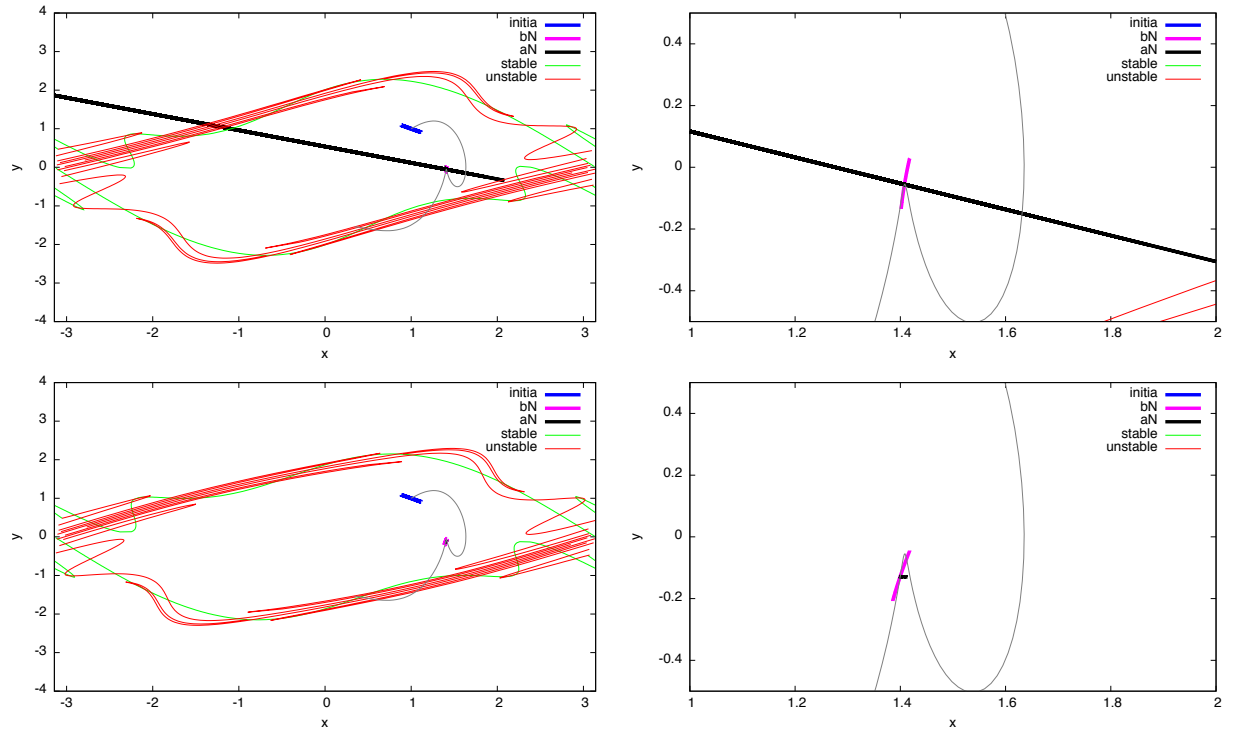 4
3
2
1
0
-1
-2
-3
-4
y
-3
-2
-1
0
1
2
3
x
initia
bN
aN
stable
unstable
0.4
0.2
0
-0.2
-0.4
y
1
1.2
1.4
1.6
1.8
2
x
initia
bN
aN
stable
unstable
4
3
2
1
0
-1
-2
-3
-4
y
-3
-2
-1
0
1
2
3
x
initia
bN
aN
stable
unstable
0.4
0.2
0
-0.2
-0.4
y
1
1.2
1.4
1.6
1.8
2
x
initia
bN
aN
stable
unstable